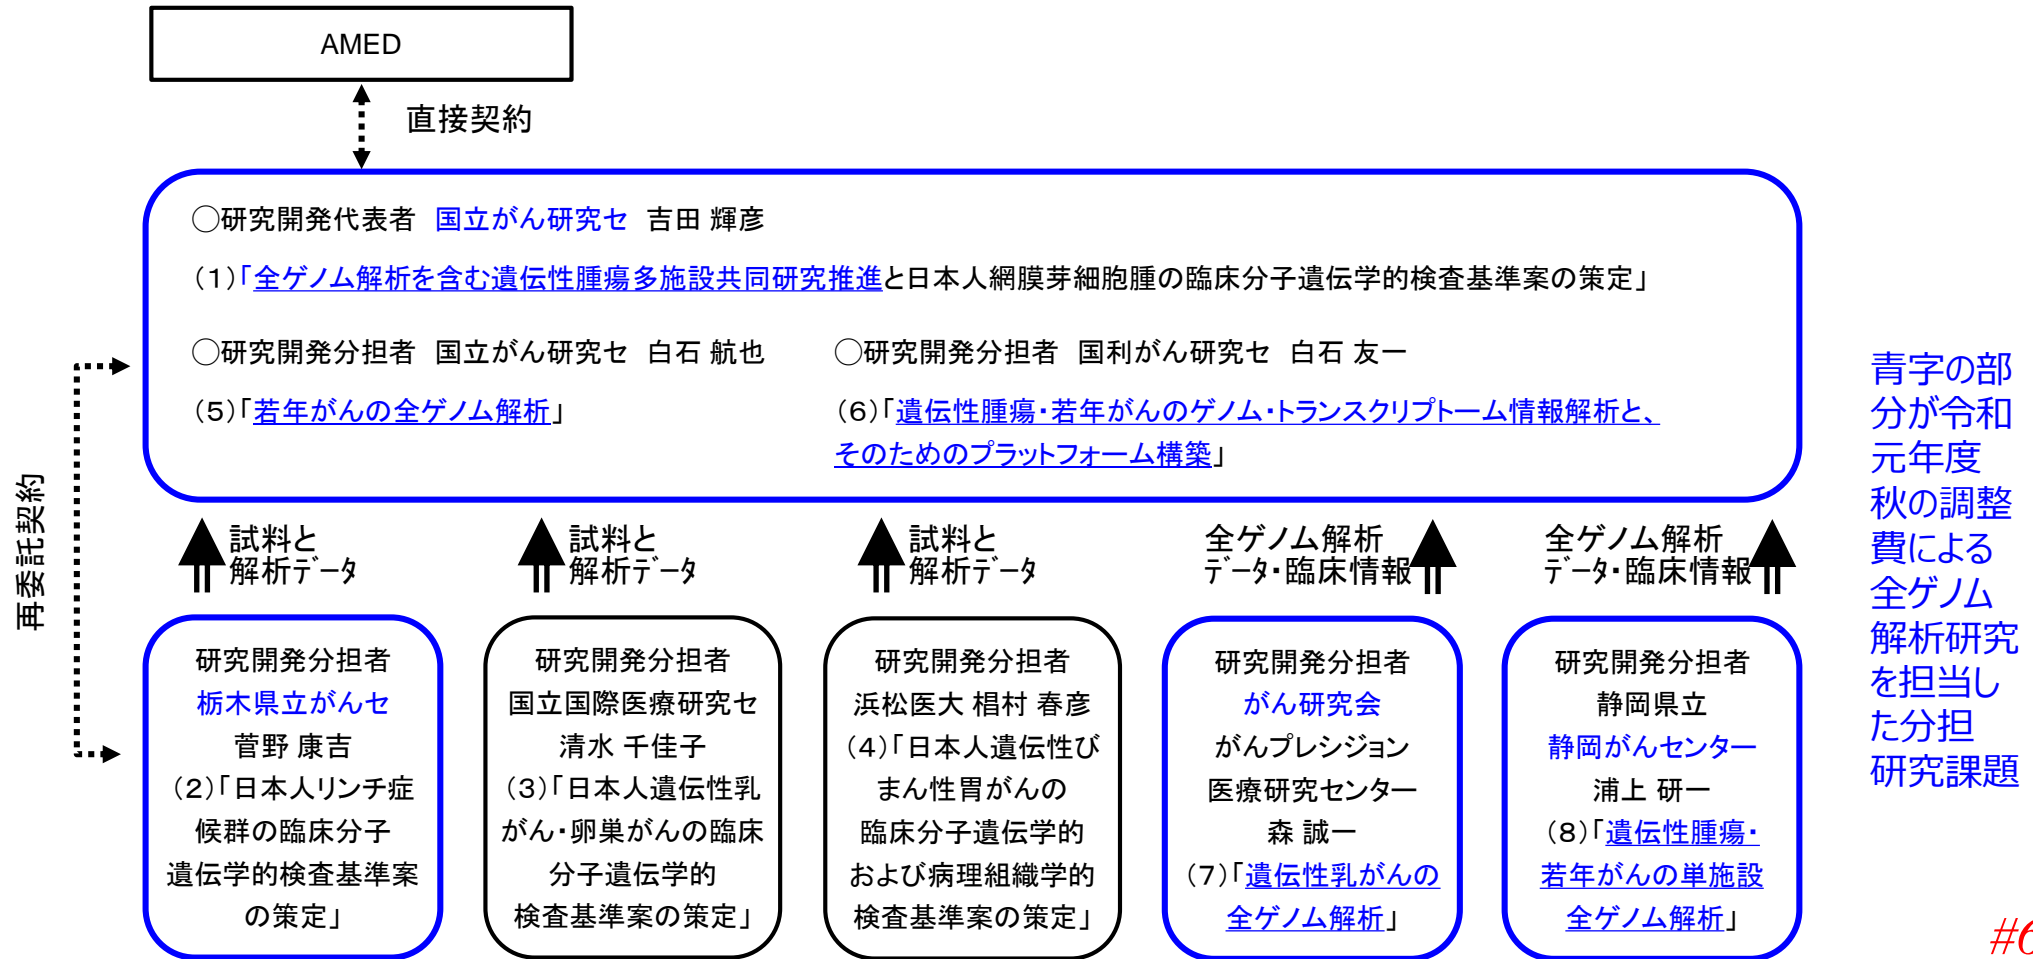 AMED
直接契約
○研究開発代表者 国立がん研究セ 吉田 輝彦
(1)「全ゲノム解析を含む遺伝性腫瘍多施設共同研究推進と日本人網膜芽細胞腫の臨床分子遺伝学的検査基準案の策定」
○研究開発分担者 国立がん研究セ 白石 航也
(5)「若年がんの全ゲノム解析」
○研究開発分担者 国利がん研究セ 白石 友一
(6)「遺伝性腫瘍・若年がんのゲノム・トランスクリプトーム情報解析と、
そのためのプラットフォーム構築」
再委託契約
試料と
解析データ
試料と
解析データ
試料と
解析データ
全ゲノム解析
データ・臨床情報
全ゲノム解析
データ・臨床情報
研究開発分担者
栃木県立がんセ
菅野 康吉
(2)「日本人リンチ症
候群の臨床分子
遺伝学的検査基準案
の策定」
研究開発分担者
国立国際医療研究セ
清水 千佳子
(3)「日本人遺伝性乳
がん・卵巣がんの臨床
分子遺伝学的
検査基準案の策定」
研究開発分担者
浜松医大 椙村 春彦
(4)「日本人遺伝性び
まん性胃がんの
臨床分子遺伝学的
および病理組織学的
検査基準案の策定」
研究開発分担者
がん研究会
がんプレシジョン
医療研究センター
森 誠一
(7)「遺伝性乳がんの
全ゲノム解析」
研究開発分担者
静岡県立
静岡がんセンター
浦上 研一
(8)「遺伝性腫瘍・
若年がんの単施設
全ゲノム解析」
青字の部
分が令和
元年度
秋の調整
費による
全ゲノム
解析研究
を担当し
た分担
研究課題
#6